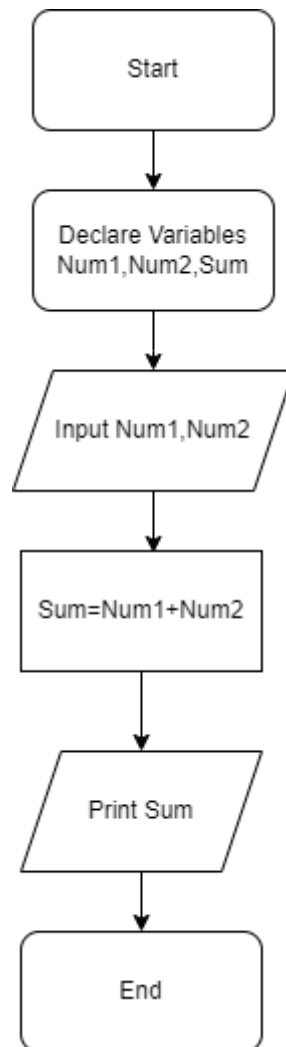 Start
Declare Variables
Num1,Num2,Sum
Input Num1,Num2
Sum=Num1+Num2
Print Sum
End